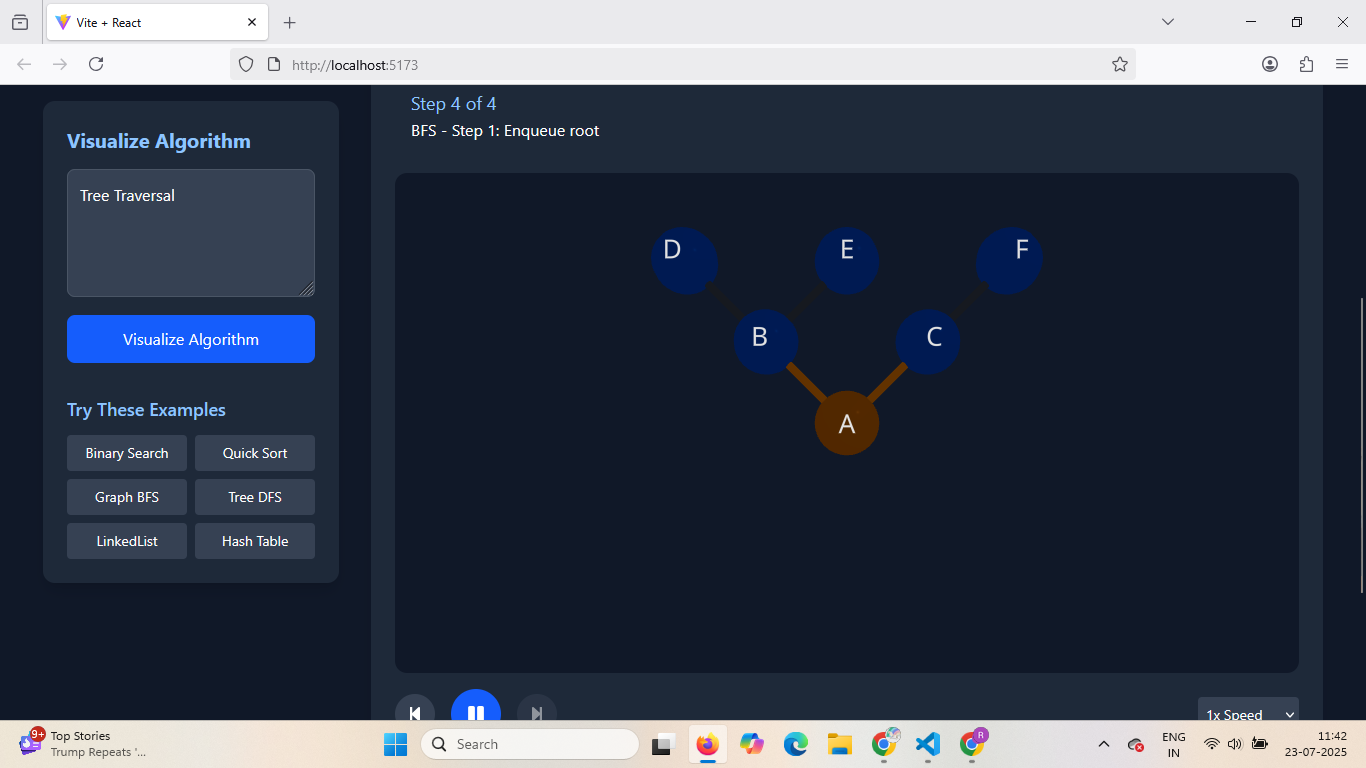 Vite + React
http://localhost:5173
Visualize Algorithm
Tree Traversal
Visualize Algorithm
Try These Examples
Binary Search
Quick Sort
Graph BFS
Tree DFS
LinkedList
Hash Table
Step 4 of 4
BFS - Step 1: Enqueue root
D
E
F
B
C
A
1x Speed
9+
Top Stories
Trump Repeats '...
Search
R
ENG
IN
11:42
23-07-2025